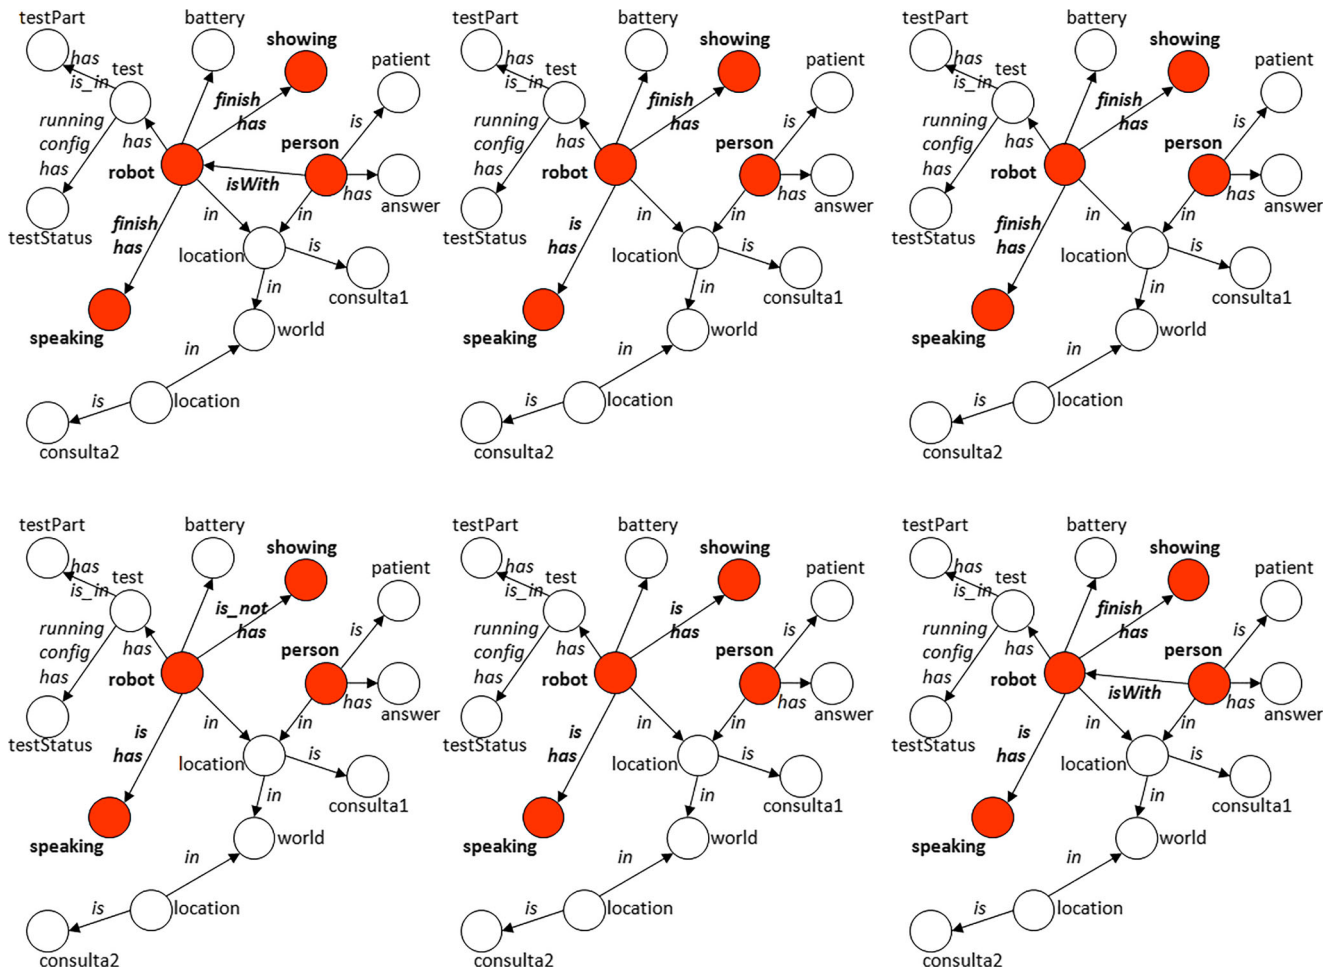 testPart
battery
showing
has
test
is_in
patient
finish
has
running
config
has
has
person
is
robot
isWith
has
answer
testStatus
finish
has
in
in
location
is
consulta1
in
speaking
world
in
is
location
consulta2
testPart
battery
showing
has
test
is_in
patient
finish
has
running
config
has
has
person
is
robot
has
answer
testStatus
is
has
in
in
location
is
consulta1
in
speaking
world
in
is
location
consulta2
testPart
battery
showing
has
test
is_in
patient
finish
has
running
config
has
has
person
is
robot
has
answer
testStatus
finish
has
in
in
location
is
consulta1
in
speaking
world
in
is
location
consulta2
testPart
battery
showing
has
test
is_in
patient
is_not
has
running
config
has
has
person
is
robot
has
answer
testStatus
is
has
in
in
location
is
consulta1
in
speaking
world
in
is
location
consulta2
testPart
battery
showing
has
test
is_in
patient
is
has
running
config
has
has
person
is
robot
has
answer
testStatus
is
has
in
in
location
is
consulta1
in
speaking
world
in
is
location
consulta2
testPart
battery
showing
has
test
is_in
patient
finish
has
running
config
has
has
person
is
robot
isWith
has
answer
testStatus
is
has
in
in
location
is
consulta1
in
speaking
world
in
is
location
consulta2